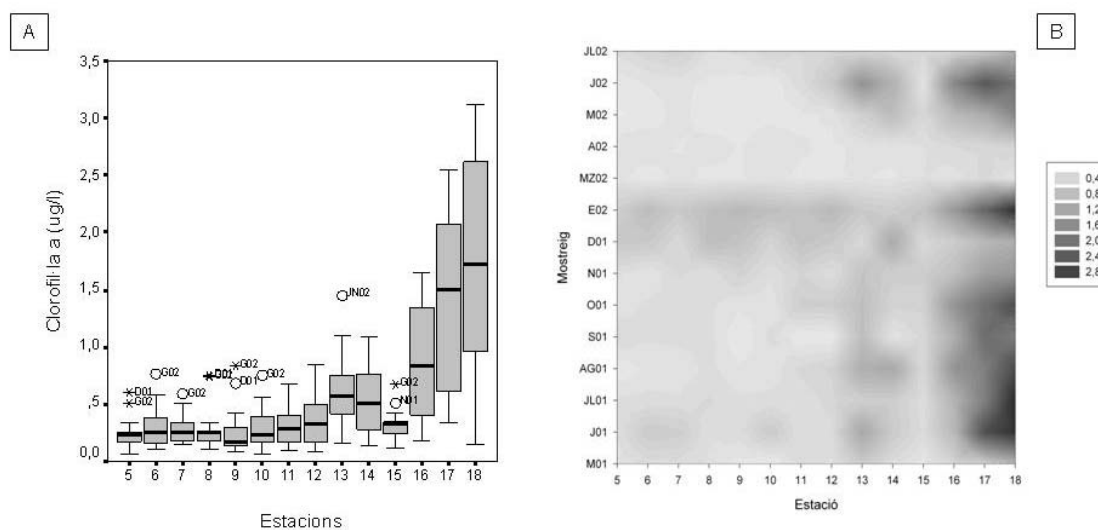 A
B
3,5
3,0
2,5
2,0
1,5
1,0
,5
0,0
Clorofil·la a (ug/l)
D01
G02
G02
G02
G02
D01
G02
JN02
G02
N01
5 6 7 8 9 10 11 12 13 14 15 16 17 18
Estacions
JL02
J02
M02
A02
MZ02
E02
D01
N01
O01
S01
AG01
JL01
J01
M01
Mostreig
5 6 7 8 9 10 11 12 13 14 15 16 17 18
Estació
0,4
0,8
1,2
1,6
2,0
2,4
2,8